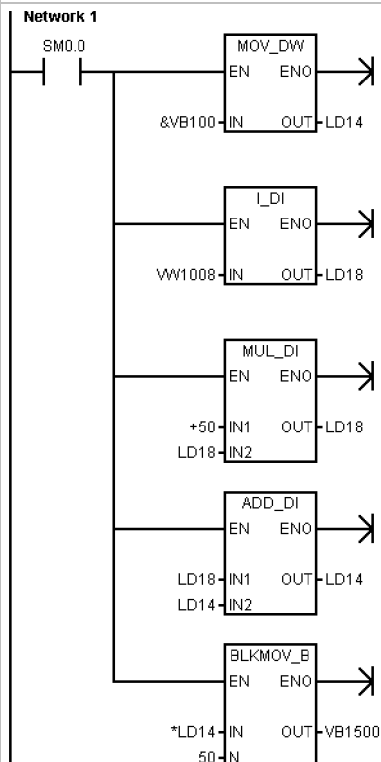 Network 1
SM0.0
MOV_DW
EN ENO
&VB100 IN OUT LD14
I_DI
EN ENO
VW1008 IN OUT LD18
MUL_DI
EN ENO
+50 IN1 OUT LD18
LD18 IN2
ADD_DI
EN ENO
LD18 IN1 OUT LD14
LD14 IN2
BLKMOV_B
EN ENO
*LD14 IN OUT VB1500
50 N